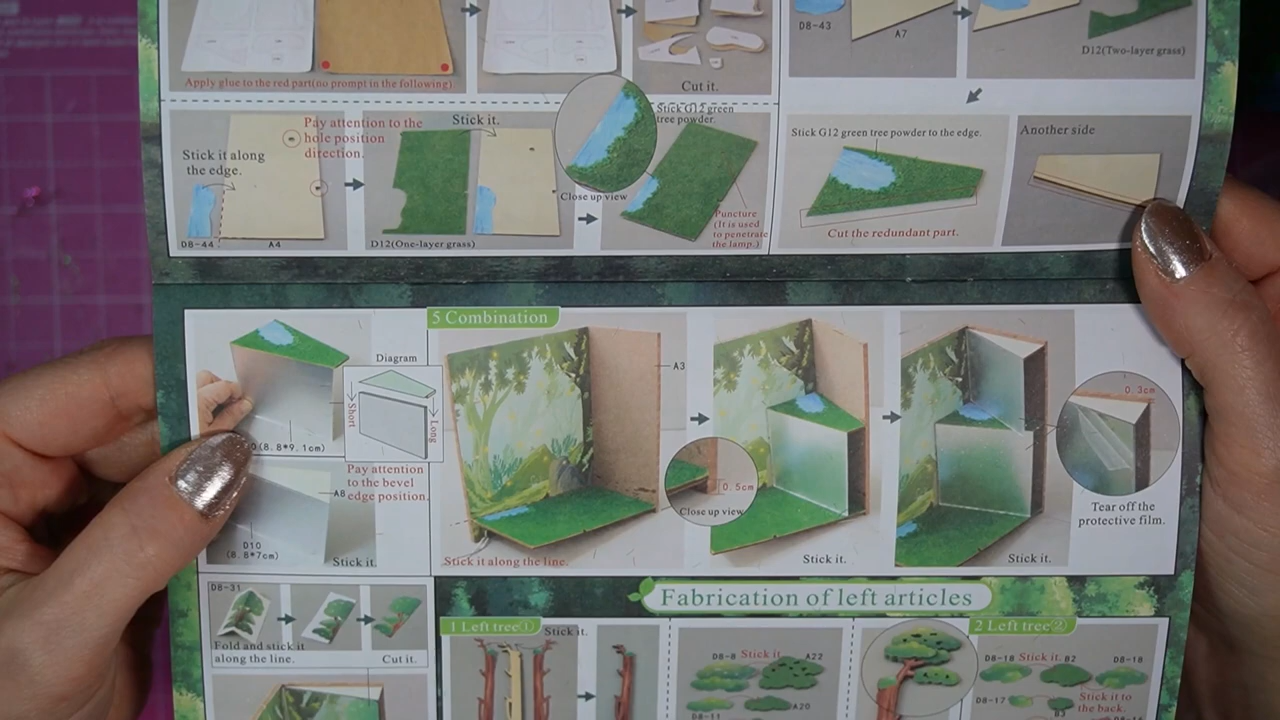 Apply glue to the red part(no prompt in the following).
Cut it.
D8-43
A7
D12(Two-layer grass)
Stick it along
the edge.
D8-44
A4
Pay attention to the
hole position
direction.
Stick it.
D12(One-layer grass)
Close up view
Stick G12 green
tree powder.
Puncture
(It is used
to penetrate
the lamp.)
Stick G12 green tree powder to the edge.
Cut the redundant part.
Another side
5 Combination
(8.8*9.1cm)
Diagram
Short
Long
Pay attention
to the bevel
edge position.
A8
D10
(8.8*7cm)
Stick it.
A3
Stick it along the line.
0.5cm
Close up view
Stick it.
Stick it.
0.3cm
Tear off the
protective film.
D8-31
Fold and stick it
along the line.
Cut it.
Fabrication of left articles
1 Left tree①
Stick it.
D8-8
Stick it.
A22
D8-11
A20
2 Left tree②
D8-18
Stick it.
B2
D8-18
D8-17
B3
Stick it to
the back.